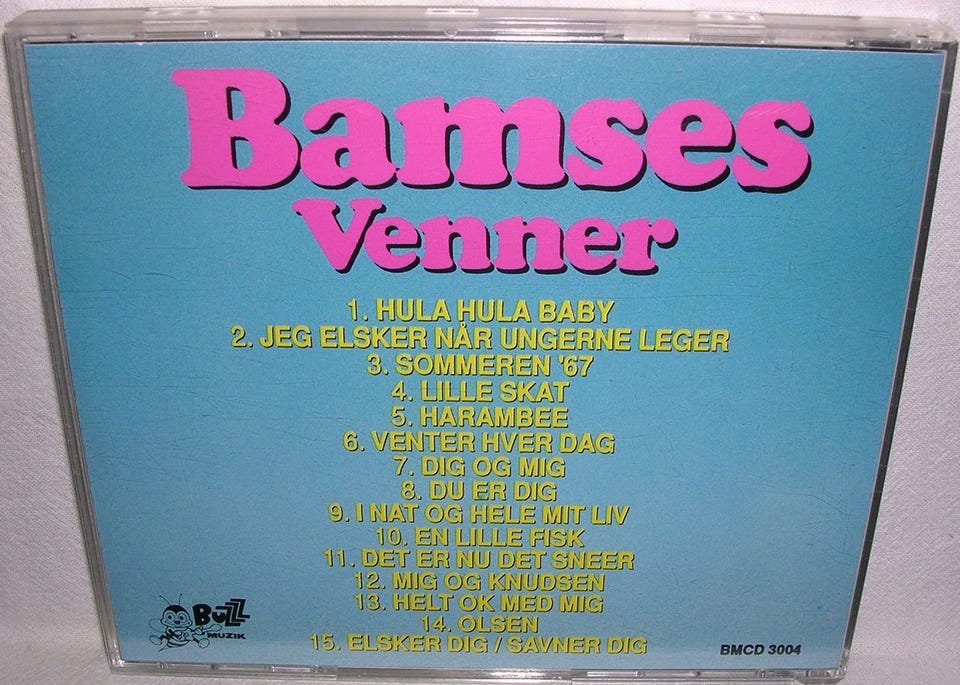 Bamses
Venner
1. HULA HULA BABY
2. JEG ELSKER NÅR UNGERNE LEGER
3. SOMMEREN '67
4. LILLE SKAT
5. HARAMBEE
6. VENTER HVER DAG
7. DIG OG MIG
8. DU ER DIG
9. I NAT OG HELE MIT LIV
10. EN LILLE FISK
11. DET ER NU DET SNEER
12. MIG OG KNUDSEN
13. HELT OK MED MIG
14. OLSEN
15. ELSKER DIG / SAVNER DIG
BUZZ
MUZIK
BMCD 3004